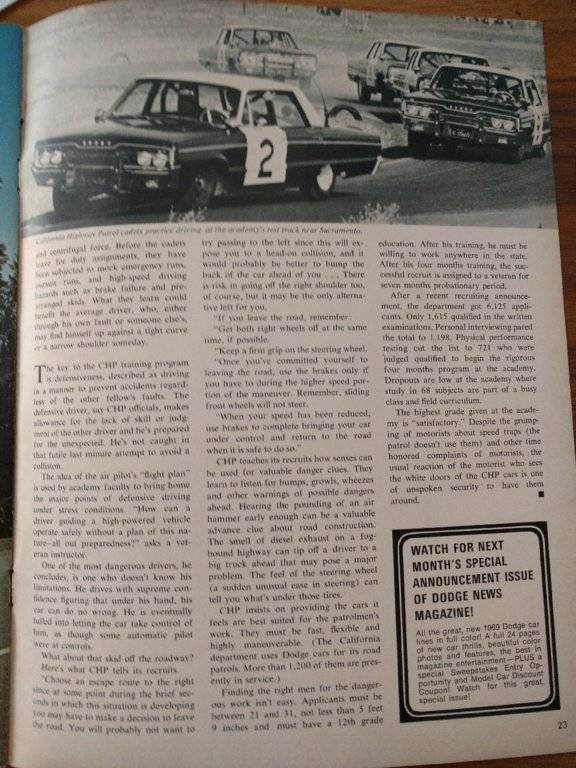 2
California Highway Patrol cadets practice driving at the academy's test track near Sacramento.
and centrifugal force. Before the cadets
leave for duty assignments, they have
been subjected to mock emergency runs,
pursuit runs, and high-speed driving
hazards such as brake failure and pre-
arranged skids. What they learn could
benefit the average driver, who, either
through his own fault or someone else's,
may find himself up against a tight curve
or a narrow shoulder someday.
The key to the CHP training program
is defensiveness, described as driving
in a manner to prevent accidents regard-
less of the other fellow's faults. The
defensive driver, say CHP officials, makes
allowance for the lack of skill or judg-
ment of the other driver and he's prepared
for the unexpected. He's not caught in
that futile last minute attempt to avoid a
collision.
The idea of the air pilot's "flight plan"
is used by academy faculty to bring home
the major points of defensive driving
under stress conditions. "How can a
driver guiding a high-powered vehicle
operate safely without a plan of this na-
ture—all out preparedness?" asks a vet-
eran instructor.
One of the most dangerous drivers, he
concludes, is one who doesn't know his
limitations. He drives with supreme con-
fidence figuring that under his hand, his
car can do no wrong. He is eventually
lulled into letting the car take control of
him, as though some automatic pilot
were at controls.
What about that skid off the roadway?
Here's what CHP tells its recruits.
"Choose an escape route to the right
since at some point during the brief sec-
onds in which this situation is developing
you may have to make a decision to leave
the road. You will probably not want to
try passing to the left since this will ex-
pose you to a head-on collision, and it
would probably be better to bump the
back of the car ahead of you . . . There
is risk in going off the right shoulder too,
of course, but it may be the only alterna-
tive left for you.
"If you leave the road, remember:
"Get both right wheels off at the same
time, if possible.
"Keep a firm grip on the steering wheel.
"Once you've committed yourself to
leaving the road, use the brakes only if
you have to during the higher speed por-
tion of the maneuver. Remember, sliding
front wheels will not steer.
"When your speed has been reduced,
use brakes to complete bringing your car
under control and return to the road
when it is safe to do so."
CHP teaches its recruits how senses can
be used for valuable danger clues. They
learn to listen for bumps, growls, wheezes
and other warnings of possible dangers
ahead. Hearing the pounding of an air
hammer early enough can be a valuable
advance clue about road construction.
The smell of diesel exhaust on a fog-
bound highway can tip off a driver to a
big truck ahead that may pose a major
problem. The feel of the steering wheel
(a sudden unusual ease in steering) can
tell you what's under those tires.
CHP insists on providing the cars it
feels are best suited for the patrolmen's
work. They must be fast, flexible and
highly maneuverable. (The California
department uses Dodge cars for its road
patrols. More than 1,200 of them are pres-
ently in service.)
Finding the right men for the danger-
ous work isn't easy. Applicants must be
between 21 and 31, not less than 5 feet
9 inches and must have a 12th grade
education. After his training, he must be
willing to work anywhere in the state.
After his four months training, the suc-
cessful recruit is assigned to a veteran for
seven months probationary period.
After a recent recruiting announce-
ment, the department got 6,125 appli-
cants. Only 1,615 qualified in the written
examinations. Personal interviewing pared
the total to 1,198. Physical performance
testing cut the list to 721 who were
judged qualified to begin the rigorous
four months program at the academy.
Dropouts are low at the academy where
study in 68 subjects are part of a busy
class and field curriculum.
The highest grade given at the acade-
my is "satisfactory." Despite the grump-
ing of motorists about speed traps (the
patrol doesn't use them) and other time
honored complaints of motorists, the
usual reaction of the motorist who sees
the white doors of the CHP cars is one
of unspoken security to have them
around.
WATCH FOR NEXT
MONTH'S SPECIAL
ANNOUNCEMENT ISSUE
OF DODGE NEWS
MAGAZINE!
All the great, new 1969 Dodge car
lines in full color! A full 24 pages
of new car thrills, beautiful color
photos and features, the best in
magazine entertainment—PLUS a
special Sweepstakes Entry Op-
portunity and Model Car Discount
Coupon! Watch for this great,
special issue!
23